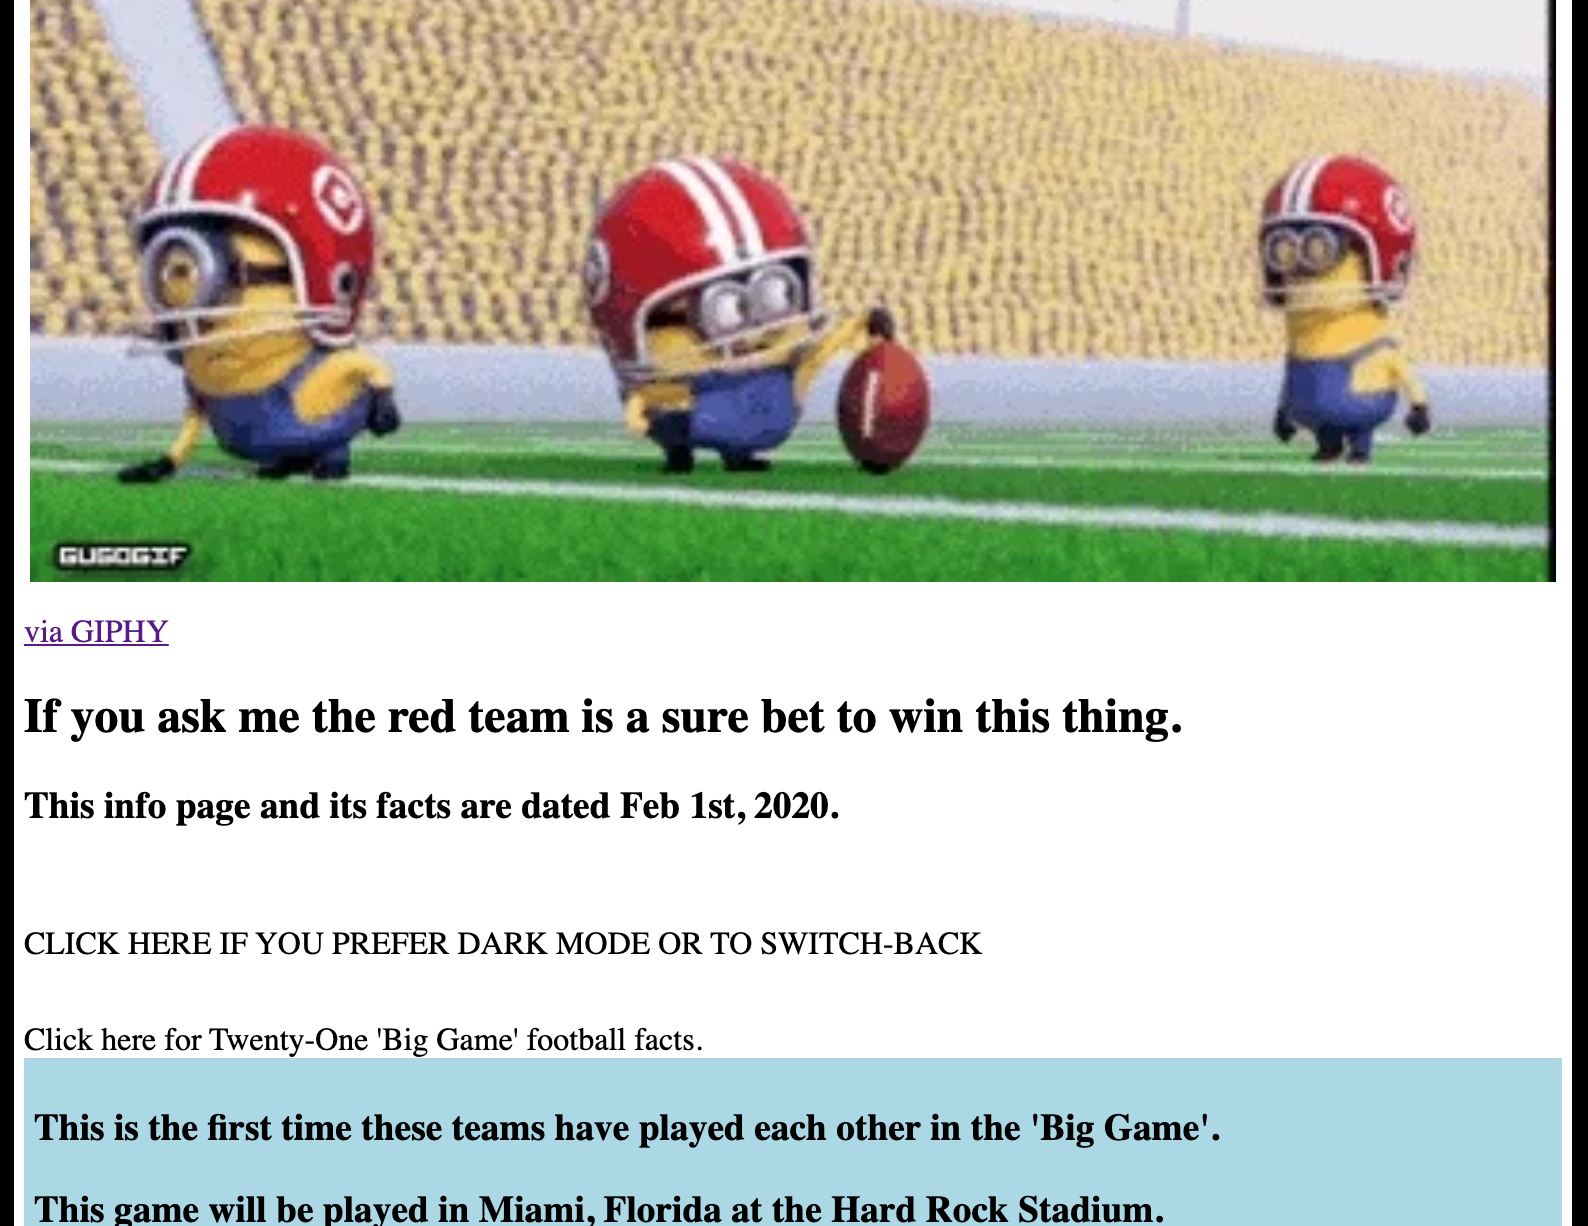 GUGOGIF
via GIPHY
If you ask me the red team is a sure bet to win this thing.
This info page and its facts are dated Feb 1st, 2020.
CLICK HERE IF YOU PREFER DARK MODE OR TO SWITCH-BACK
Click here for Twenty-One 'Big Game' football facts.
This is the first time these teams have played each other in the 'Big Game'.
This game will be played in Miami, Florida at the Hard Rock Stadium.